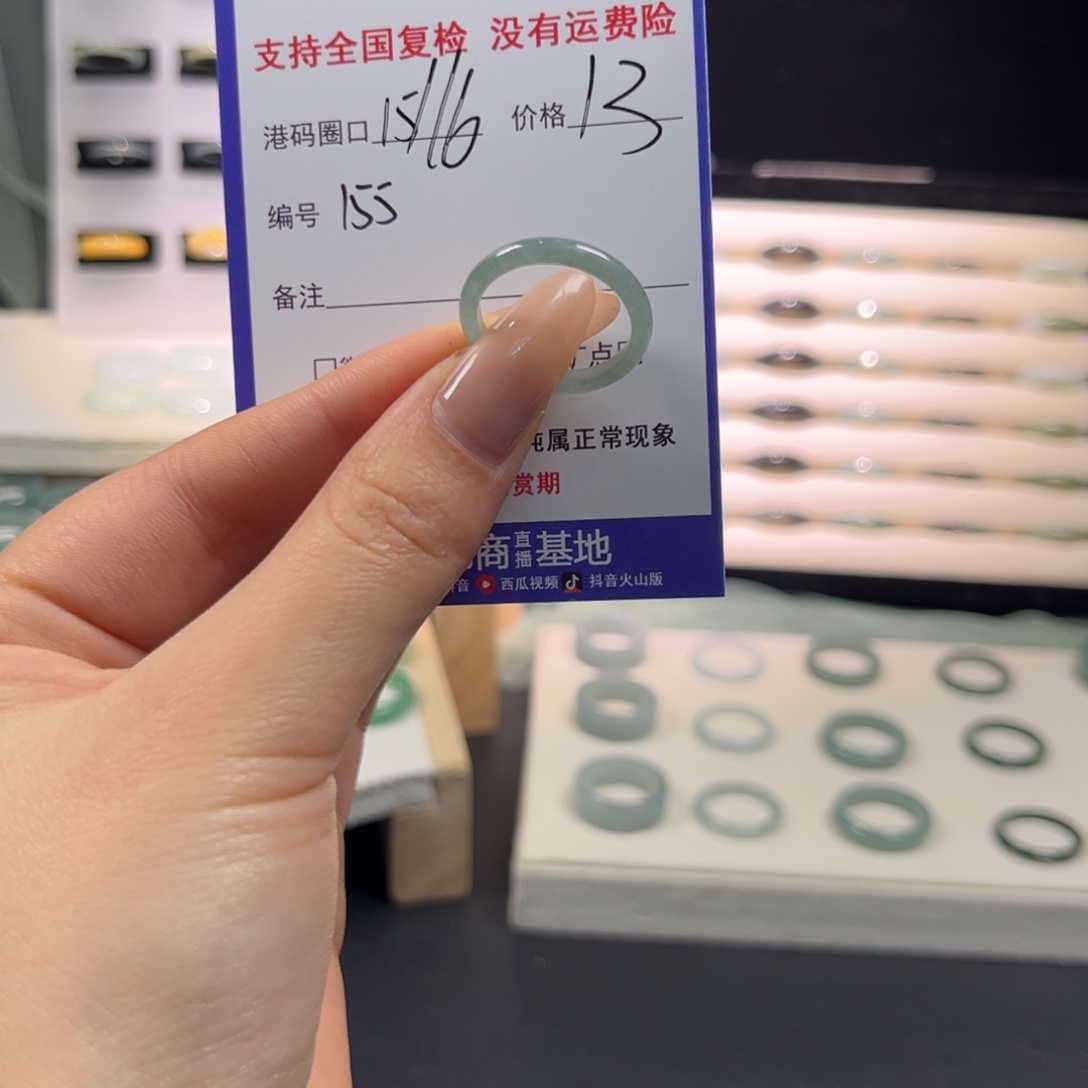 支持全国复检 没有运费险
港码圈口 15/16 价格 13
编号 155
备注
点
纯属正常现象
赏期
商直播基地
音 西瓜视频 抖音火山版